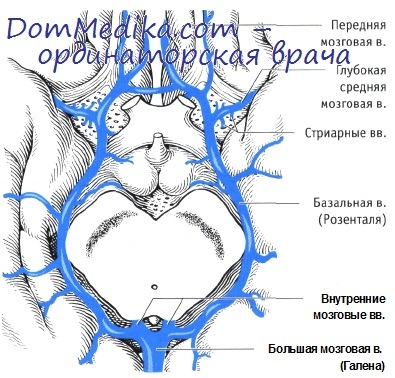 DomMedika.com –
ординаторская врача
Передняя
мозговая в.
Глубокая
средняя
мозговая в.
Стриарные вв.
Базальная в.
(Розенталя)
Внутренние
мозговые вв.
Большая мозговая в.
(Галена)